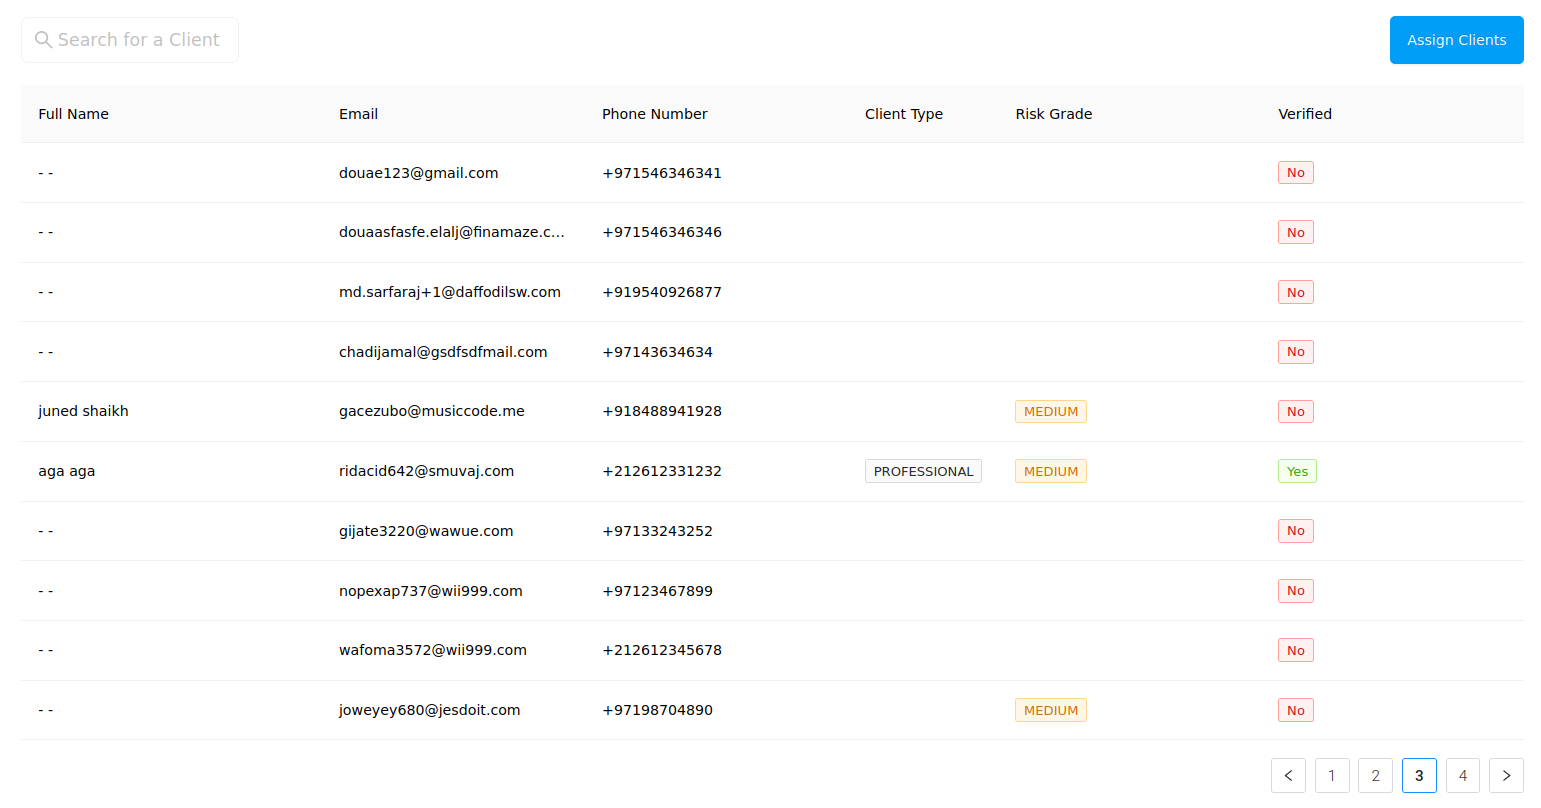 Search for a Client
Assign Clients
Full Name Email Phone Number Client Type Risk Grade Verified
- - douae123@gmail.com +971546346341 No
- - douaasfasfe.elalj@finamaze.c... +971546346346 No
- - md.sarfaraj+1@daffodilsw.com +919540926877 No
- - chadijamal@gsdfsdfmail.com +97143634634 No
juned shaikh gacezubo@musiccode.me +918488941928 MEDIUM No
aga aga ridacid642@smuvaj.com +212612331232 PROFESSIONAL MEDIUM Yes
- - gijate3220@wawue.com +97133243252 No
- - nopexap737@wii999.com +97123467899 No
- - wafoma3572@wii999.com +212612345678 No
- - joweyey680@jesdoit.com +97198704890 MEDIUM No
< 1 2 3 4 >